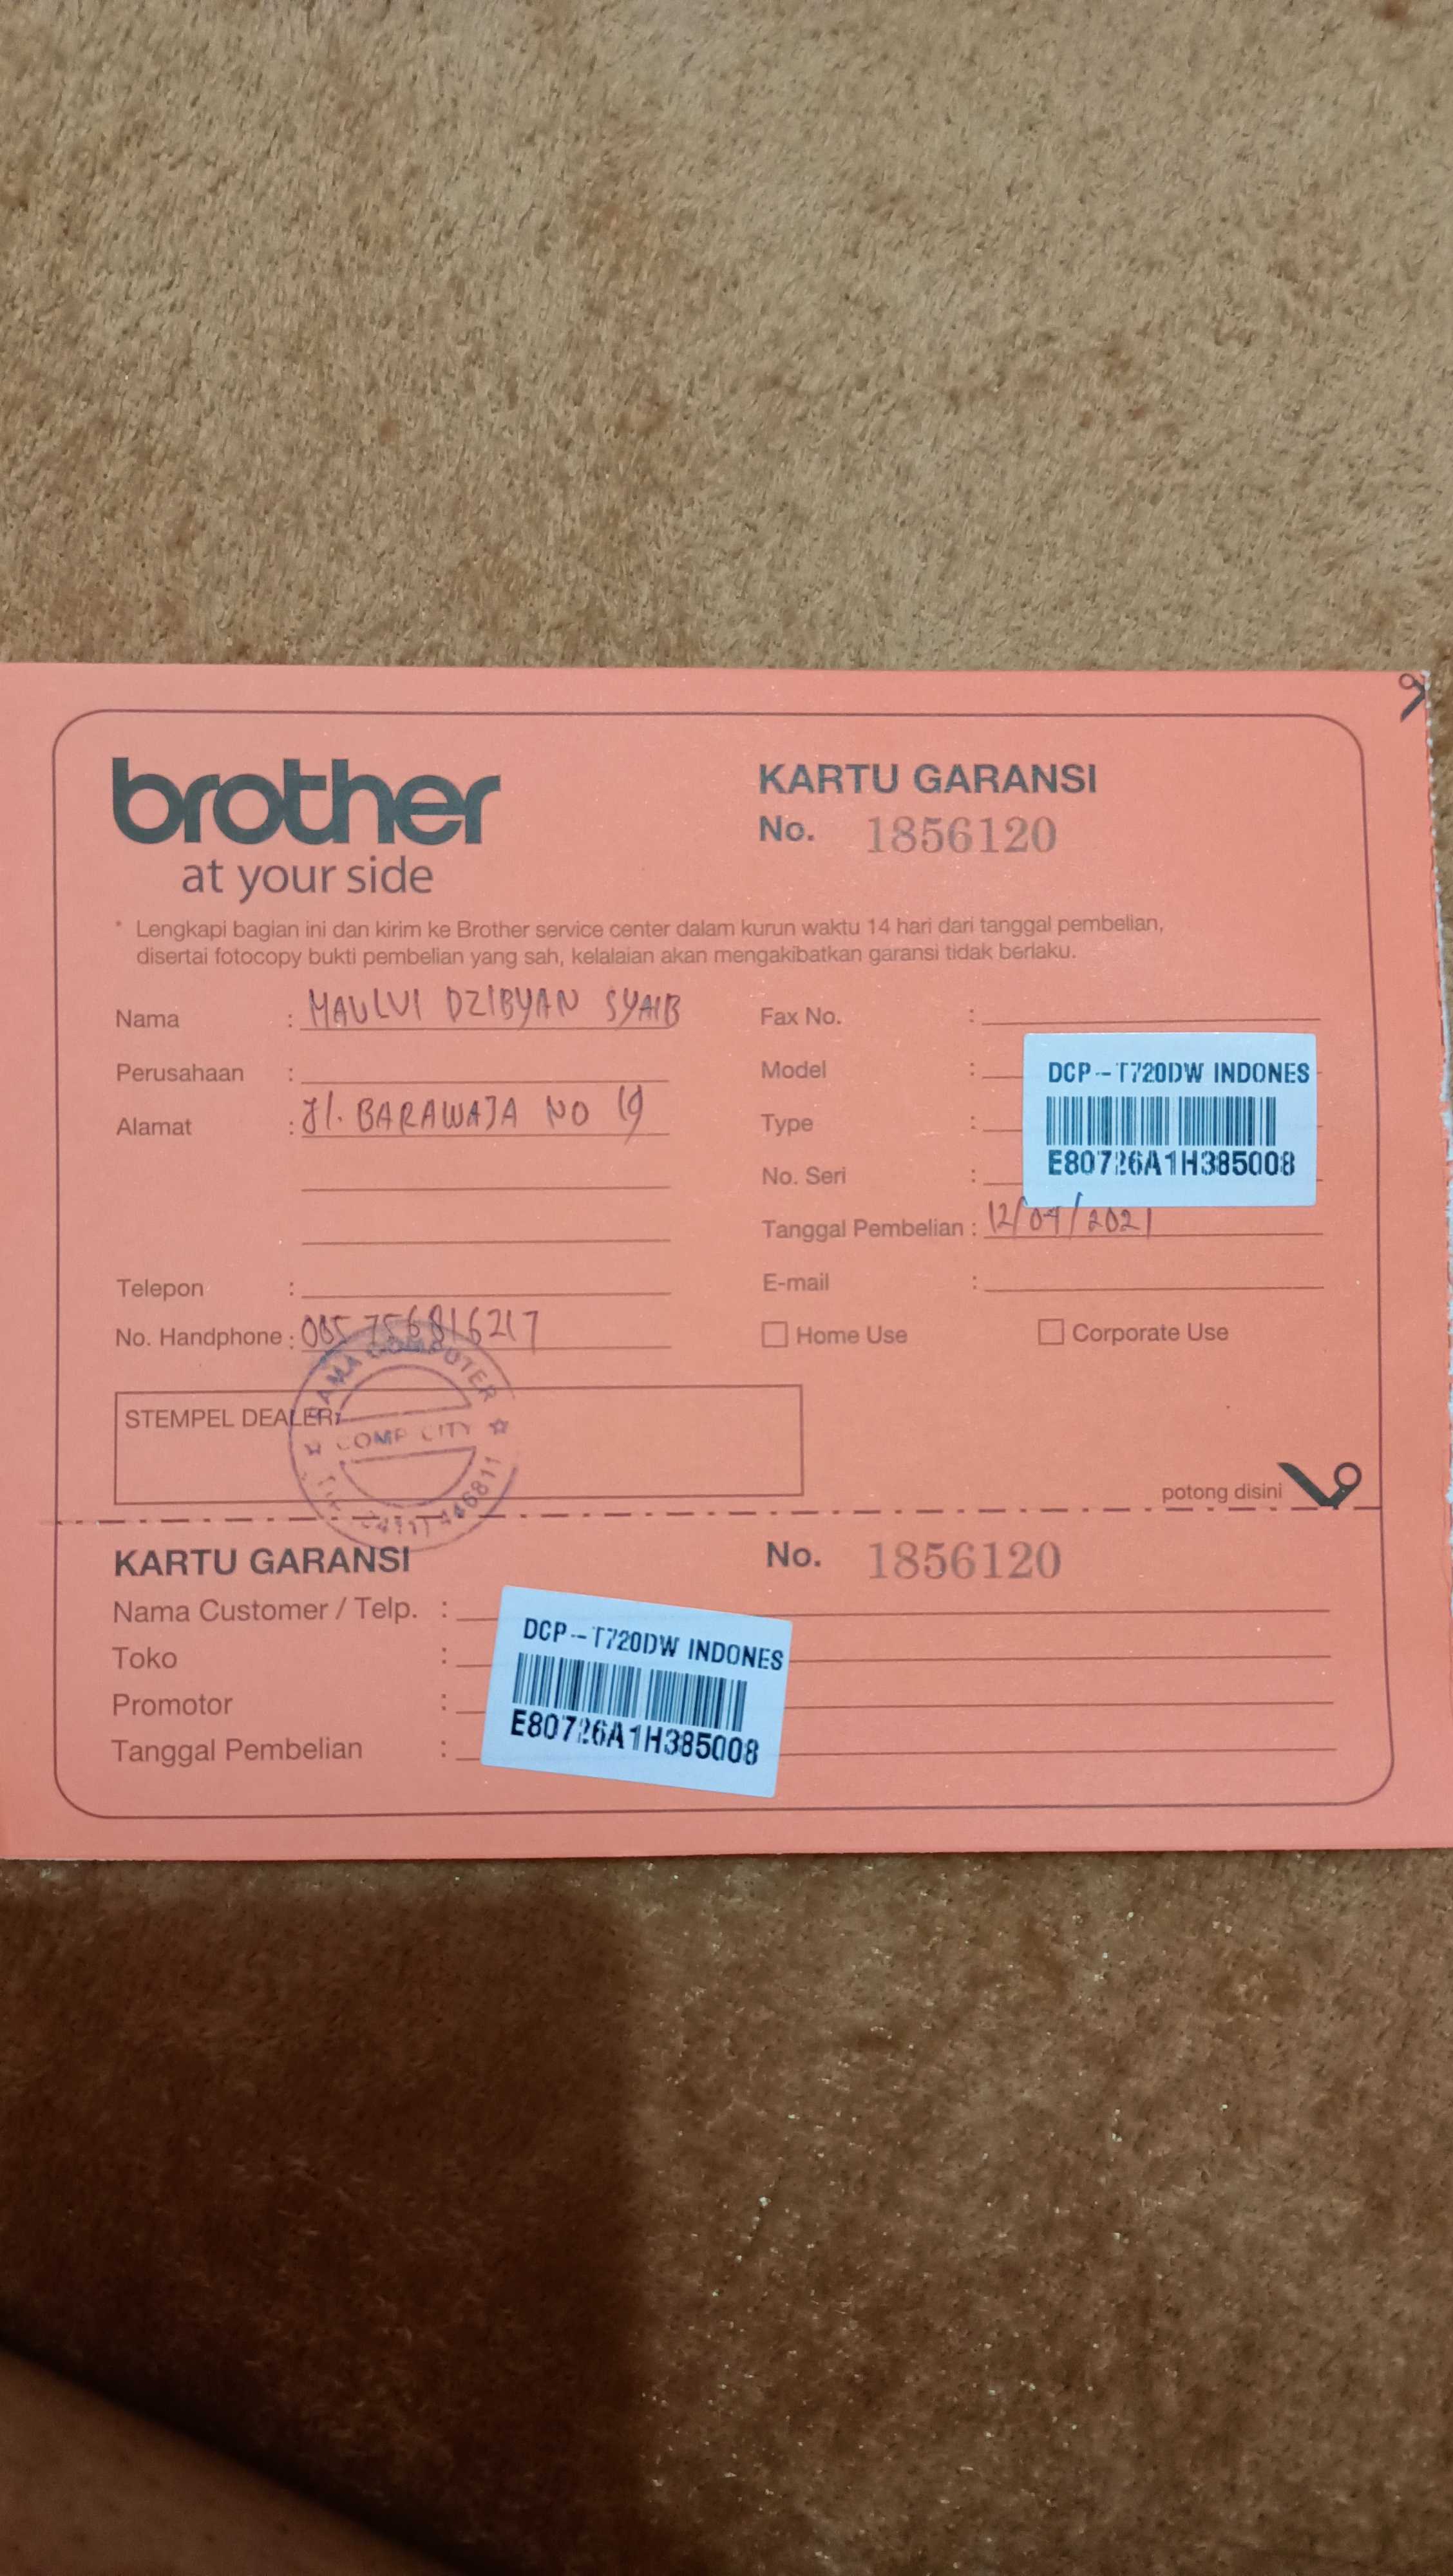 brother
at your side
KARTU GARANSI
No. 1856120
* Lengkapi bagian ini dan kirim ke Brother service center dalam kurun waktu 14 hari dari tanggal pembelian,
disertai fotocopy bukti pembelian yang sah, kelalaian akan mengakibatkan garansi tidak berlaku.
Nama : MAULVI DZIBYAN SYAIB
Perusahaan :
Alamat : Jl. BARAWAJA NO 19
Telepon :
No. Handphone : 085756816217
Fax No. :
Model :
Type :
No. Seri :
DCP-T720DW INDONES
E80726A1H385008
Tanggal Pembelian : 12/04/2021
E-mail :
Home Use Corporate Use
STEMPEL DEALER:
COMPUTER
COMP CITY
potong disini
KARTU GARANSI No. 1856120
Nama Customer / Telp. :
Toko :
Promotor :
Tanggal Pembelian :
DCP-T720DW INDONES
E80726A1H385008